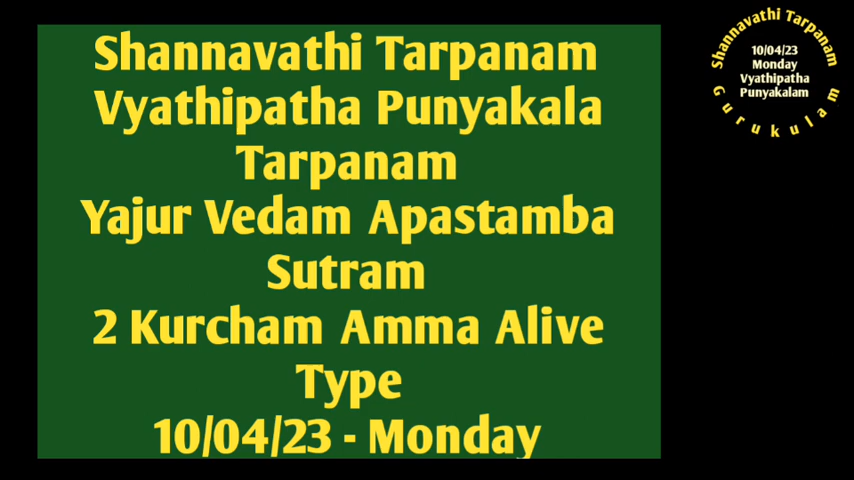 Shannavathi Tarpanam
Vyathipatha Punyakala
Tarpanam
Yajur Vedam Apastamba
Sutram
2 Kurcham Amma Alive
Type
10/04/23 - Monday
Shannavathi Tarpanam
10/04/23
Monday
Vyathipatha
Punyakalam
Gurukulam